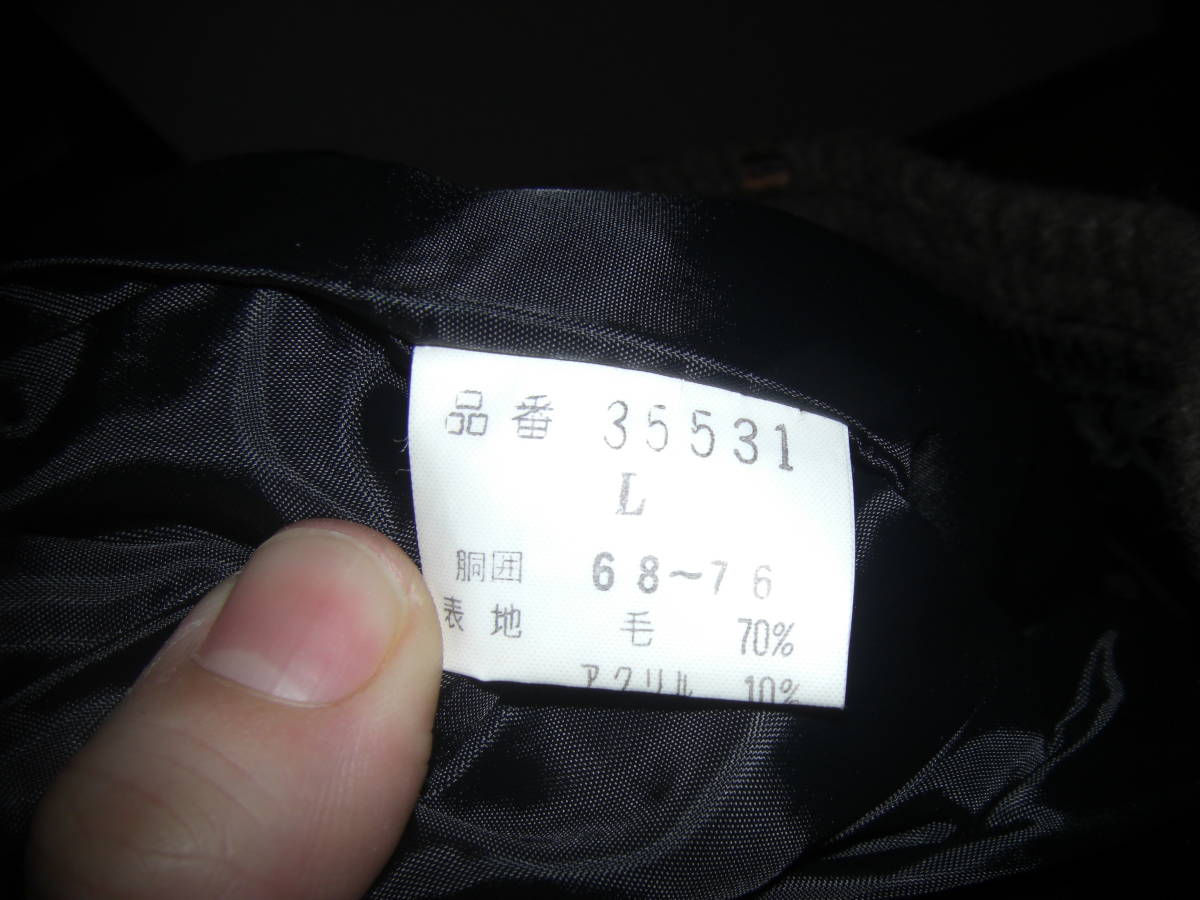 品番 35531
L
胴囲 68~76
表地 毛 70%
アクリル 10%